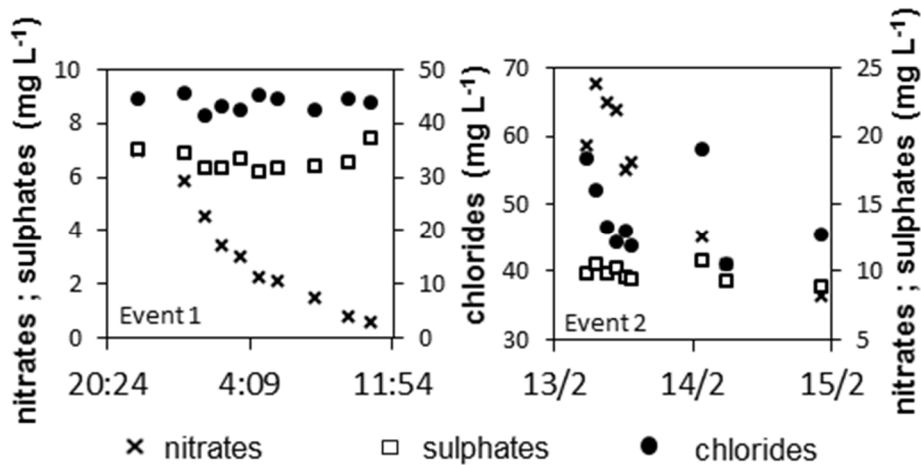 nitrates ; sulphates (mg L-1)
10
8
6
4
2
0
Event 1
50
40
30
20
10
0
20:24 4:09 11:54
chlorides (mg L-1)
70
60
50
40
30
Event 2
25
20
15
10
5
13/2 14/2 15/2
nitrates ; sulphates (mg L-1)
nitrates sulphates chlorides